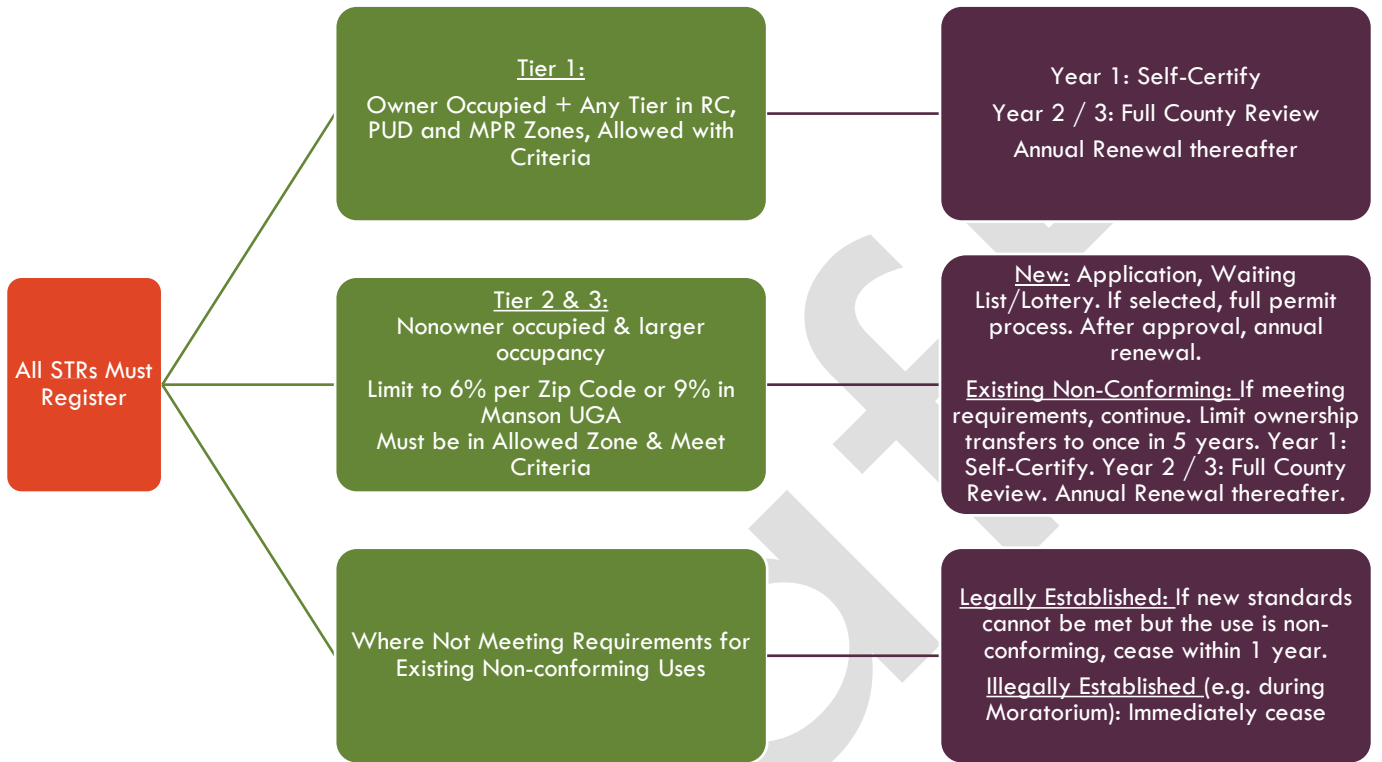 All STRs Must
Register
Tier 1:
Owner Occupied + Any Tier in RC,
PUD and MPR Zones, Allowed with
Criteria
Year 1: Self-Certify
Year 2 / 3: Full County Review
Annual Renewal thereafter
Tier 2 & 3:
Nonowner occupied & larger
occupancy
Limit to 6% per Zip Code or 9% in
Manson UGA
Must be in Allowed Zone & Meet
Criteria
New: Application, Waiting
List/Lottery. If selected, full permit
process. After approval, annual
renewal.
Existing Non-Conforming: If meeting
requirements, continue. Limit ownership
transfers to once in 5 years. Year 1:
Self-Certify. Year 2 / 3: Full County
Review. Annual Renewal thereafter.
Where Not Meeting Requirements for
Existing Non-conforming Uses
Legally Established: If new standards
cannot be met but the use is non-
conforming, cease within 1 year.
Illegally Established (e.g. during
Moratorium): Immediately cease